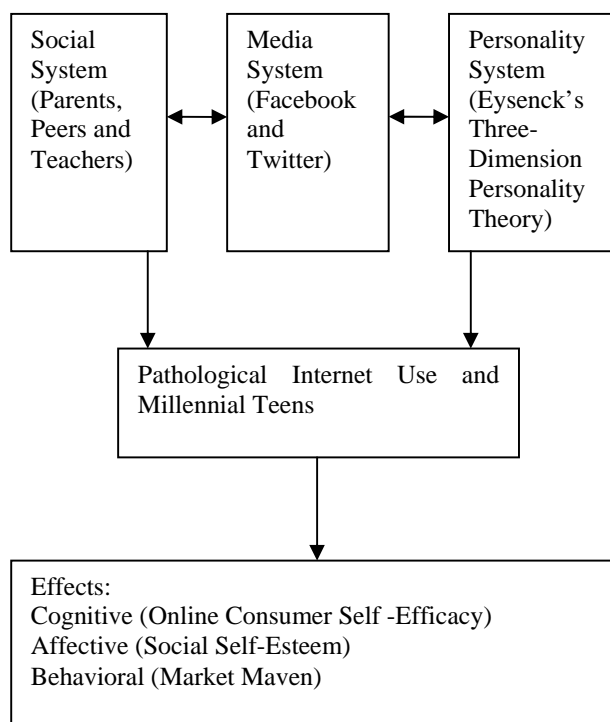 Social
System
(Parents,
Peers and
Teachers)
Media
System
(Facebook
and
Twitter)
Personality
System
(Eysenck’s
Three-
Dimension
Personality
Theory)
Pathological Internet Use and
Millennial Teens
Effects:
Cognitive (Online Consumer Self -Efficacy)
Affective (Social Self-Esteem)
Behavioral (Market Maven)